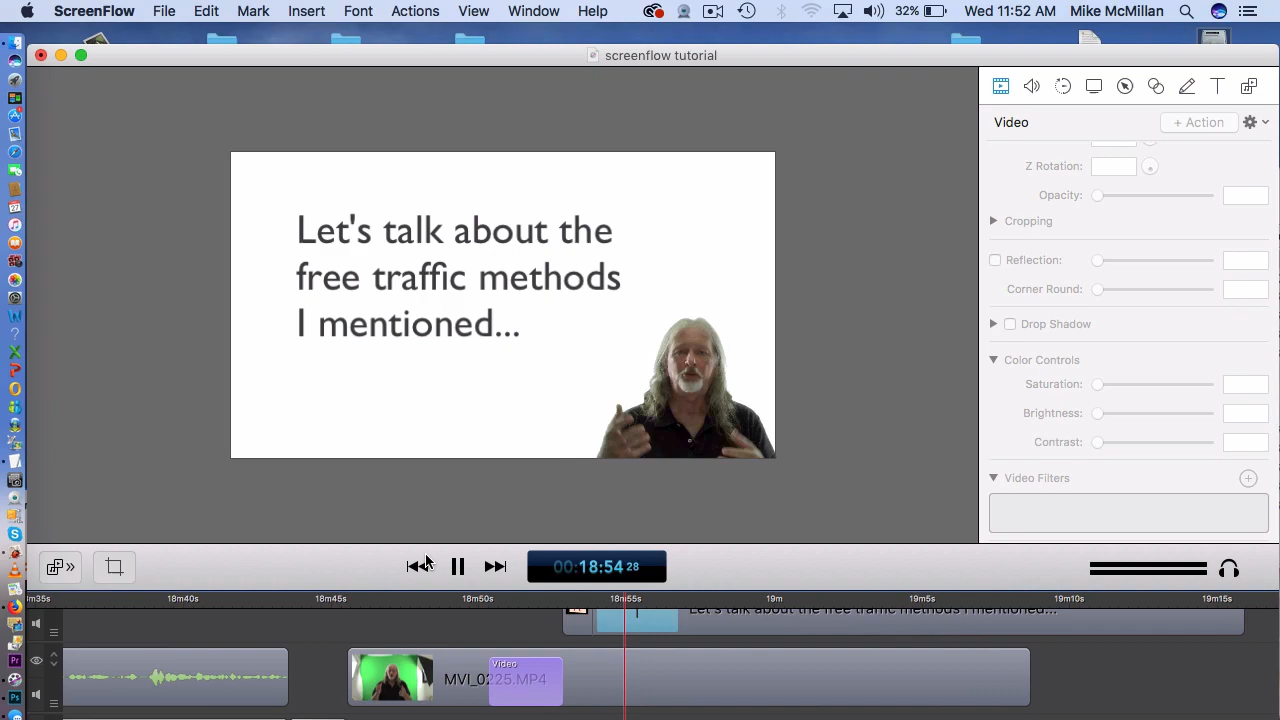 ScreenFlow File Edit Mark Insert Font Actions View Window Help 32% Wed 11:52 AM Mike McMillan
screenflow tutorial
Video + Action
Z Rotation:
Opacity:
Cropping
Reflection:
Corner Round:
Drop Shadow
Color Controls
Saturation:
Brightness:
Contrast:
Video Filters
Let's talk about the
free traffic methods
I mentioned...
00:18:54 28
m35s 18m40s 18m45s 18m50s 18m55s 19m 19m5s 19m10s 19m15s
Let's talk about the free traffic methods I mentioned...
Video
MVI_0225.MP4